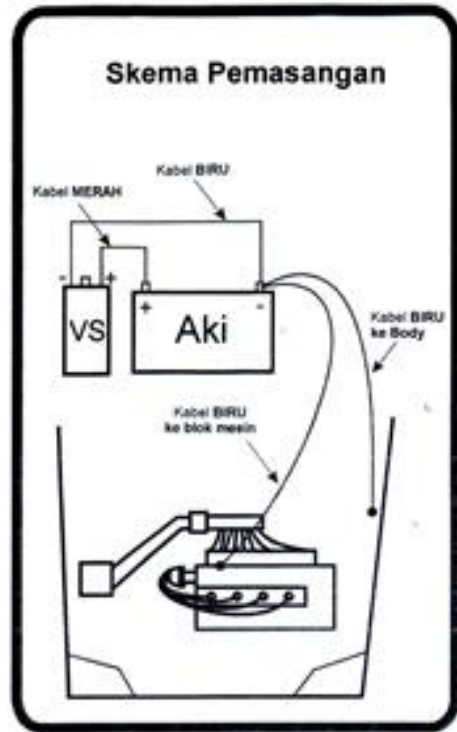 Skema Pemasangan
Kabel BIRU
Kabel MERAH
- +
VS
+ -
Aki
Kabel BIRU
ke Body
Kabel BIRU
ke blok mesin